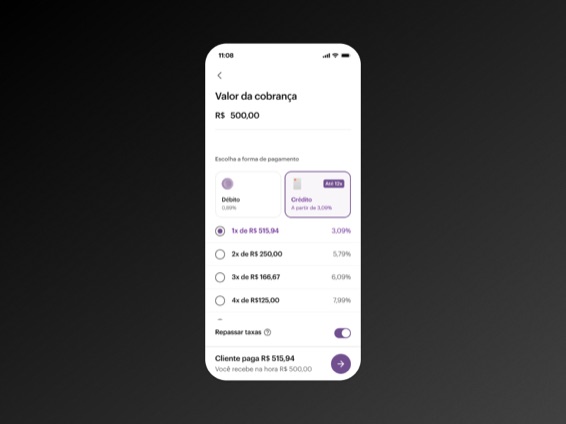 11:08
Valor da cobrança
R$ 500,00
Escolha a forma de pagamento
Até 12x
Débito
0,99%
Crédito
A partir de 3,09%
1x de R$ 515,94 3,09%
2x de R$ 250,00 5,79%
3x de R$ 166,67 6,09%
4x de R$125,00 7,99%
Repassar taxas ?
Cliente paga R$ 515,94
Você recebe na hora R$ 500,00